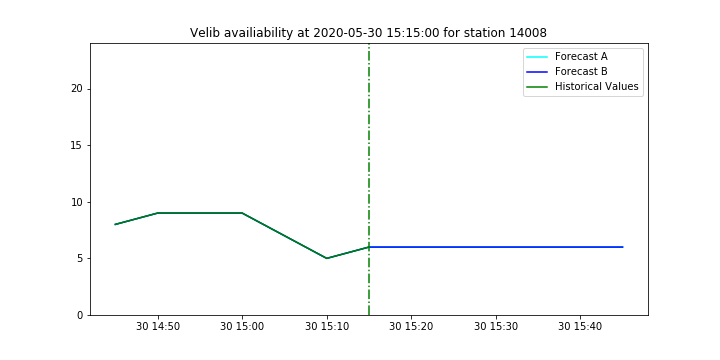 Velib availiability at 2020-05-30 15:15:00 for station 14008
Forecast A
Forecast B
Historical Values
20
15
10
5
0
30 14:50
30 15:00
30 15:10
30 15:20
30 15:30
30 15:40